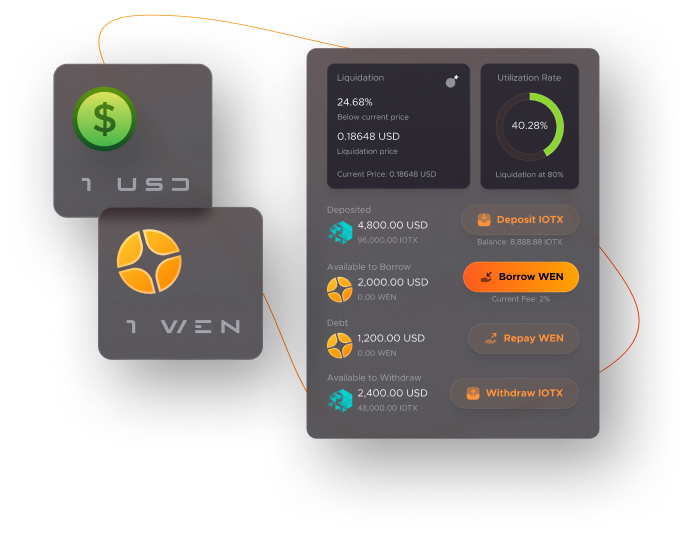 1 USD
1 WEN
Liquidation
24.68%
Below current price
0.18648 USD
Liquidation price
Current Price: 0.18648 USD
Utilization Rate
40.28%
Liquidation at 80%
Deposited
4,800.00 USD
96,000.00 IOTX
Deposit IOTX
Balance: 8,888.88 IOTX
Available to Borrow
2,000.00 USD
0.00 WEN
Borrow WEN
Current Fee: 2%
Debt
1,200.00 USD
0.00 WEN
Repay WEN
Available to Withdraw
2,400.00 USD
48,000.00 IOTX
Withdraw IOTX